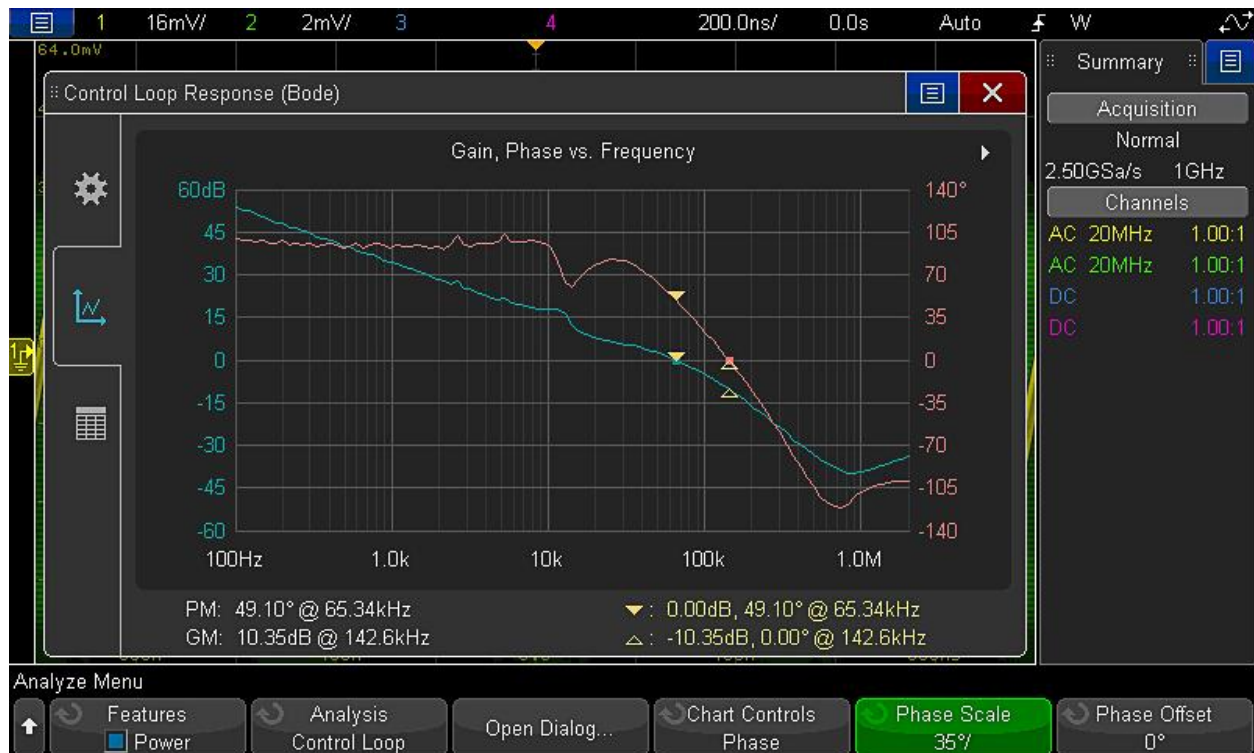 1 16mV/ 2 2mV/ 3 4 200.0ns/ 0.0s Auto W
64.0mV
Summary
Control Loop Response (Bode)
Acquisition
Normal
2.50GSa/s 1GHz
Channels
AC 20MHz 1.00:1
AC 20MHz 1.00:1
DC 1.00:1
DC 1.00:1
Gain, Phase vs. Frequency
60dB 140°
45 105
30 70
15 35
0 0
-15 -35
-30 -70
-45 -105
-60 -140
100Hz 1.0k 10k 100k 1.0M
PM: 49.10° @ 65.34kHz : 0.00dB, 49.10° @ 65.34kHz
GM: 10.35dB @ 142.6kHz : -10.35dB, 0.00° @ 142.6kHz
Analyze Menu
Features Analysis Open Dialog... Chart Controls Phase Scale Phase Offset
Power Control Loop Phase 35°/ 0°